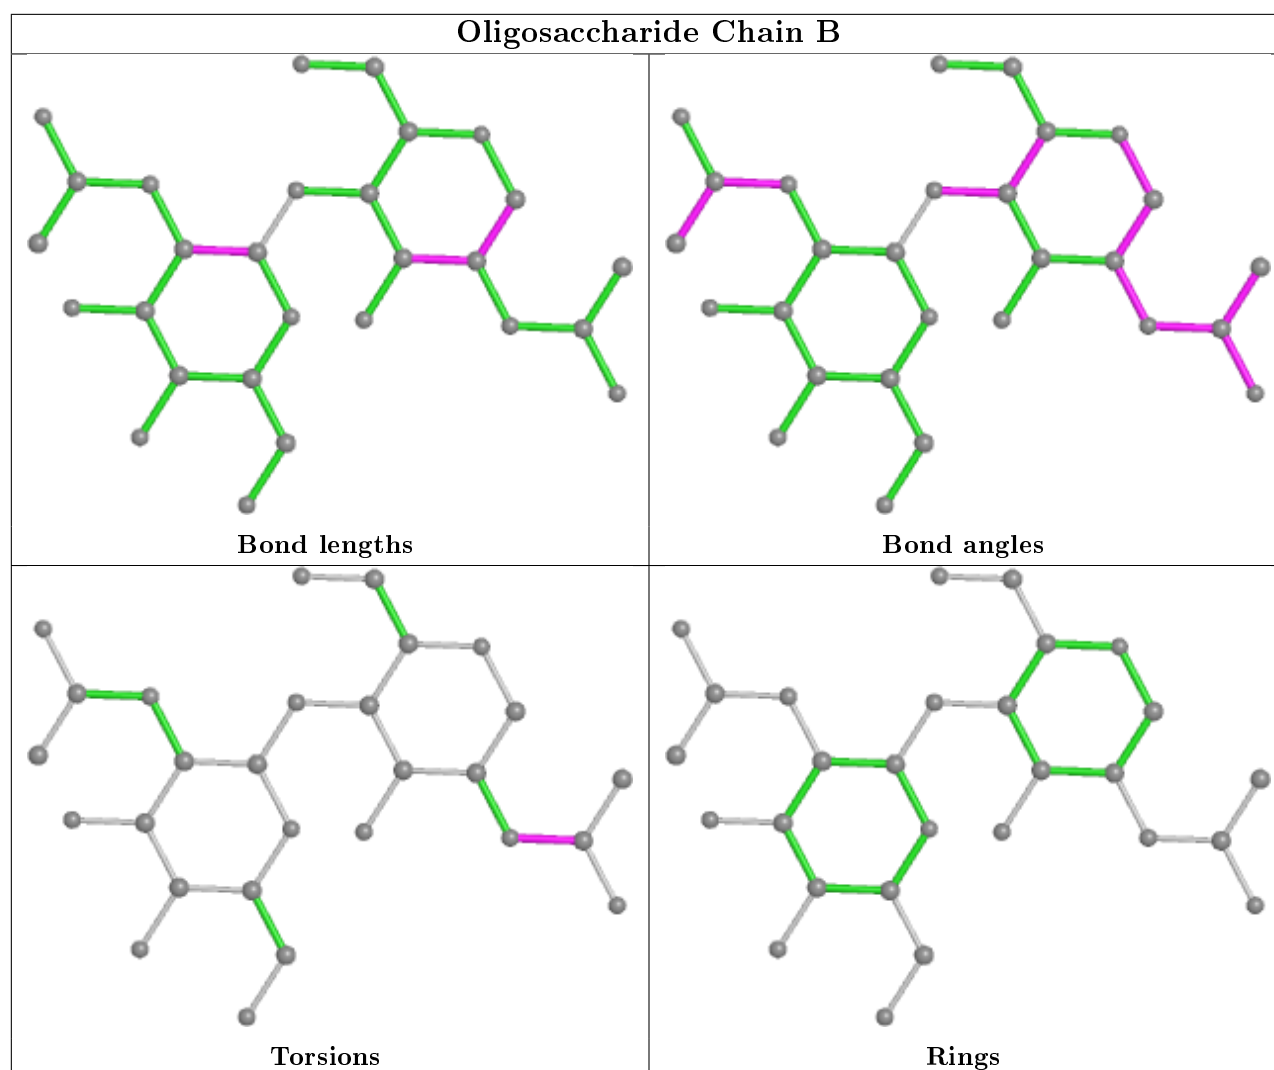 Oligosaccharide Chain B
Bond lengths
Bond angles
Torsions
Rings